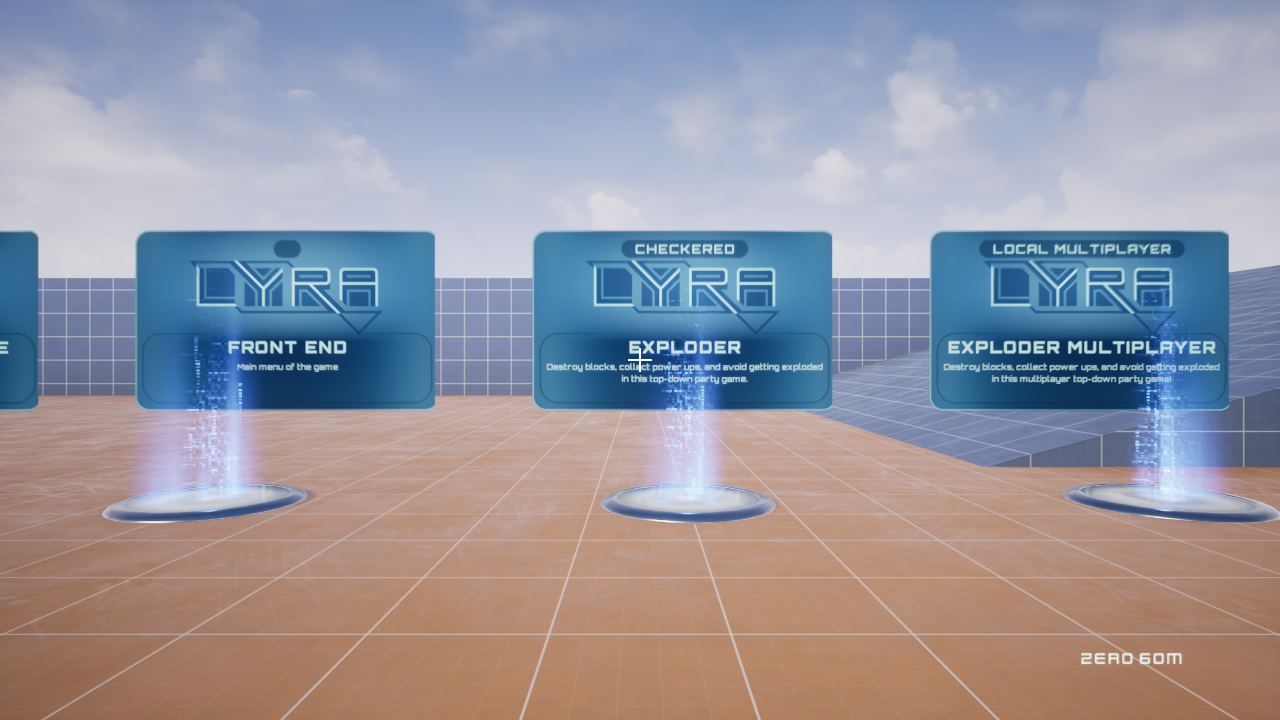 E
LYRA
FRONT END
Main menu of the game
CHECKERED
LYRA
EXPLODER
Destroy blocks, collect power ups, and avoid getting exploded
in this top-down party game.
LOCAL MULTIPLAYER
LYRA
EXPLODER MULTIPLAYER
Destroy blocks, collect power ups, and avoid getting exploded
in this multiplayer top-down party game!
ZERO 60M